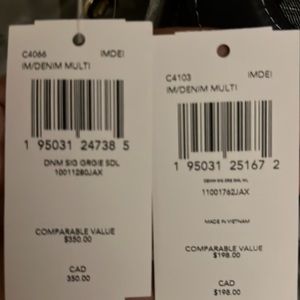 C4066 IMDEI
IM/DENIM MULTI
1 95031 24738 5
DNM SIG GRGIE SDL
10011280JAX
COMPARABLE VALUE
$350.00
CAD
350.00
C4103 IMDEI
IM/DENIM MULTI
1 95031 25167 2
11001762JAX
MADE IN VIETNAM
COMPARABLE VALUE
$198.00
CAD
$198.00